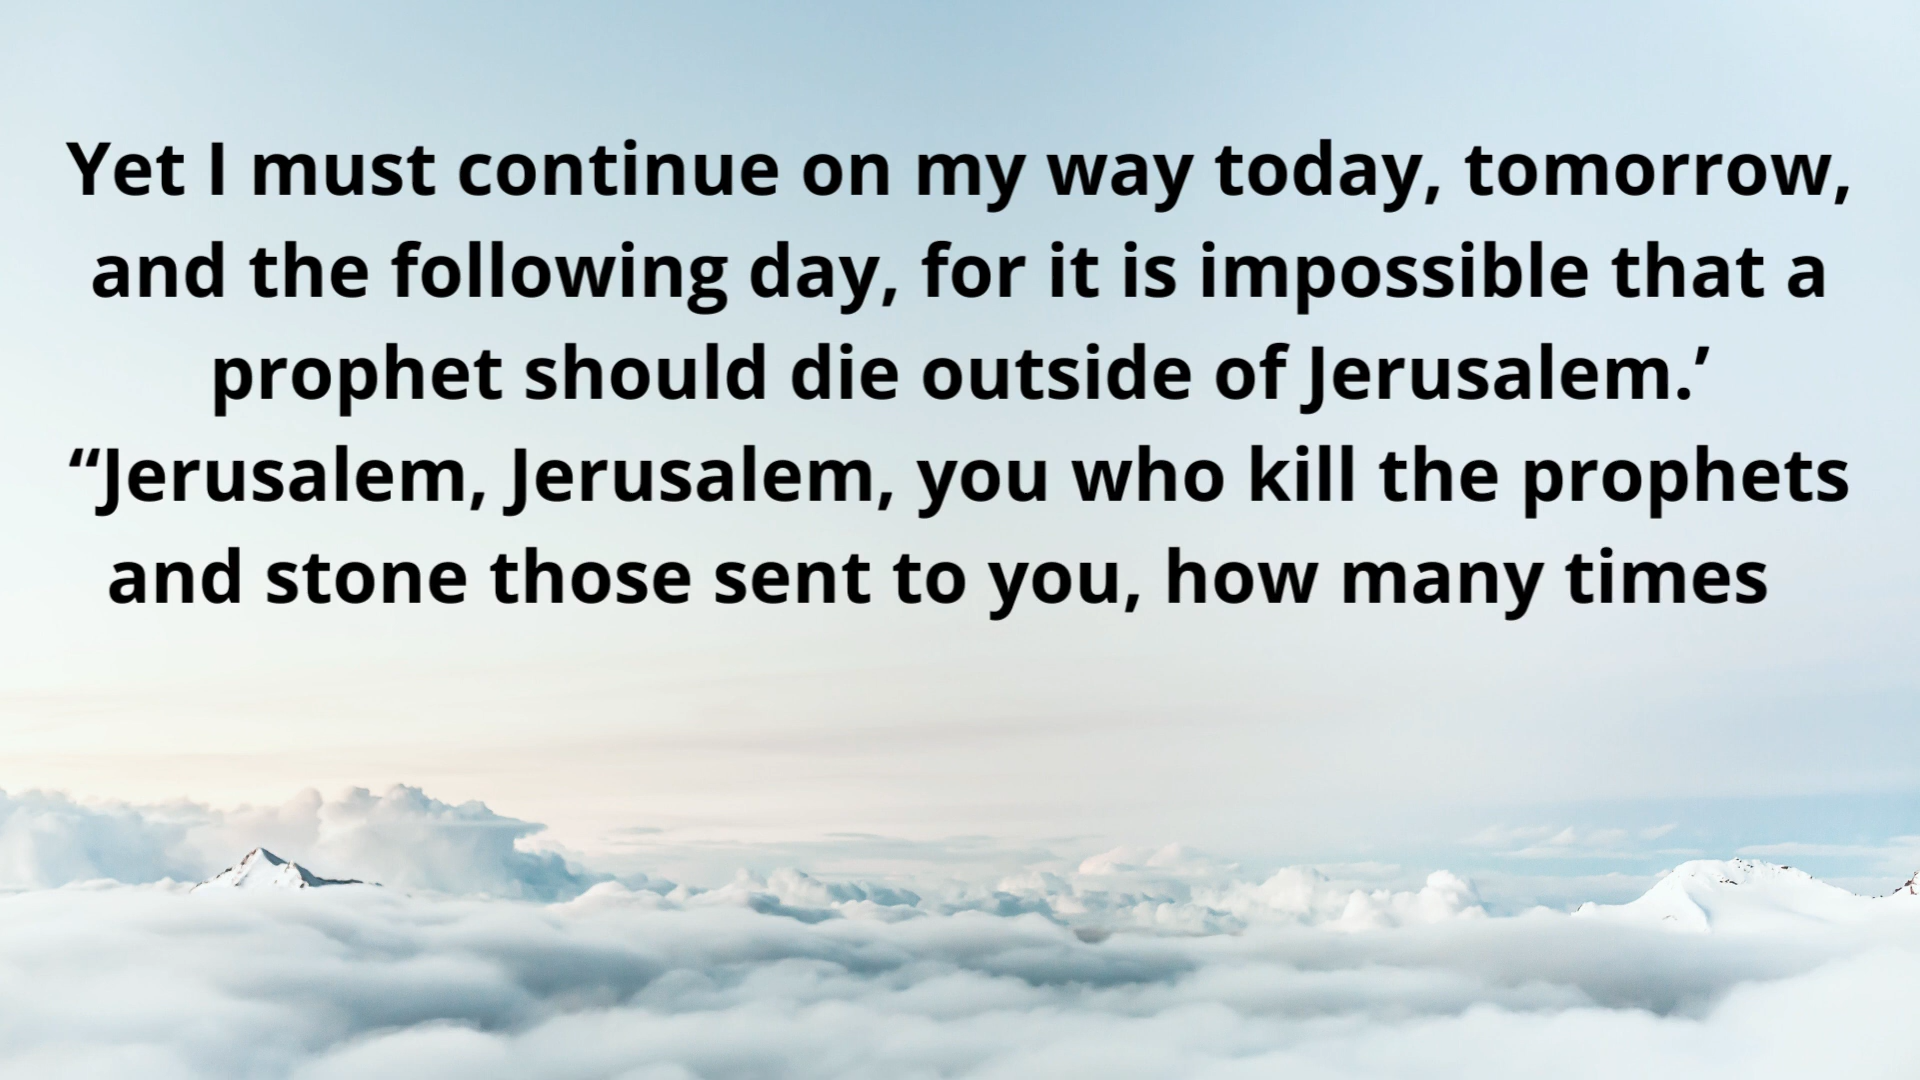 Yet I must continue on my way today, tomorrow,
and the following day, for it is impossible that a
prophet should die outside of Jerusalem.’
“Jerusalem, Jerusalem, you who kill the prophets
and stone those sent to you, how many times